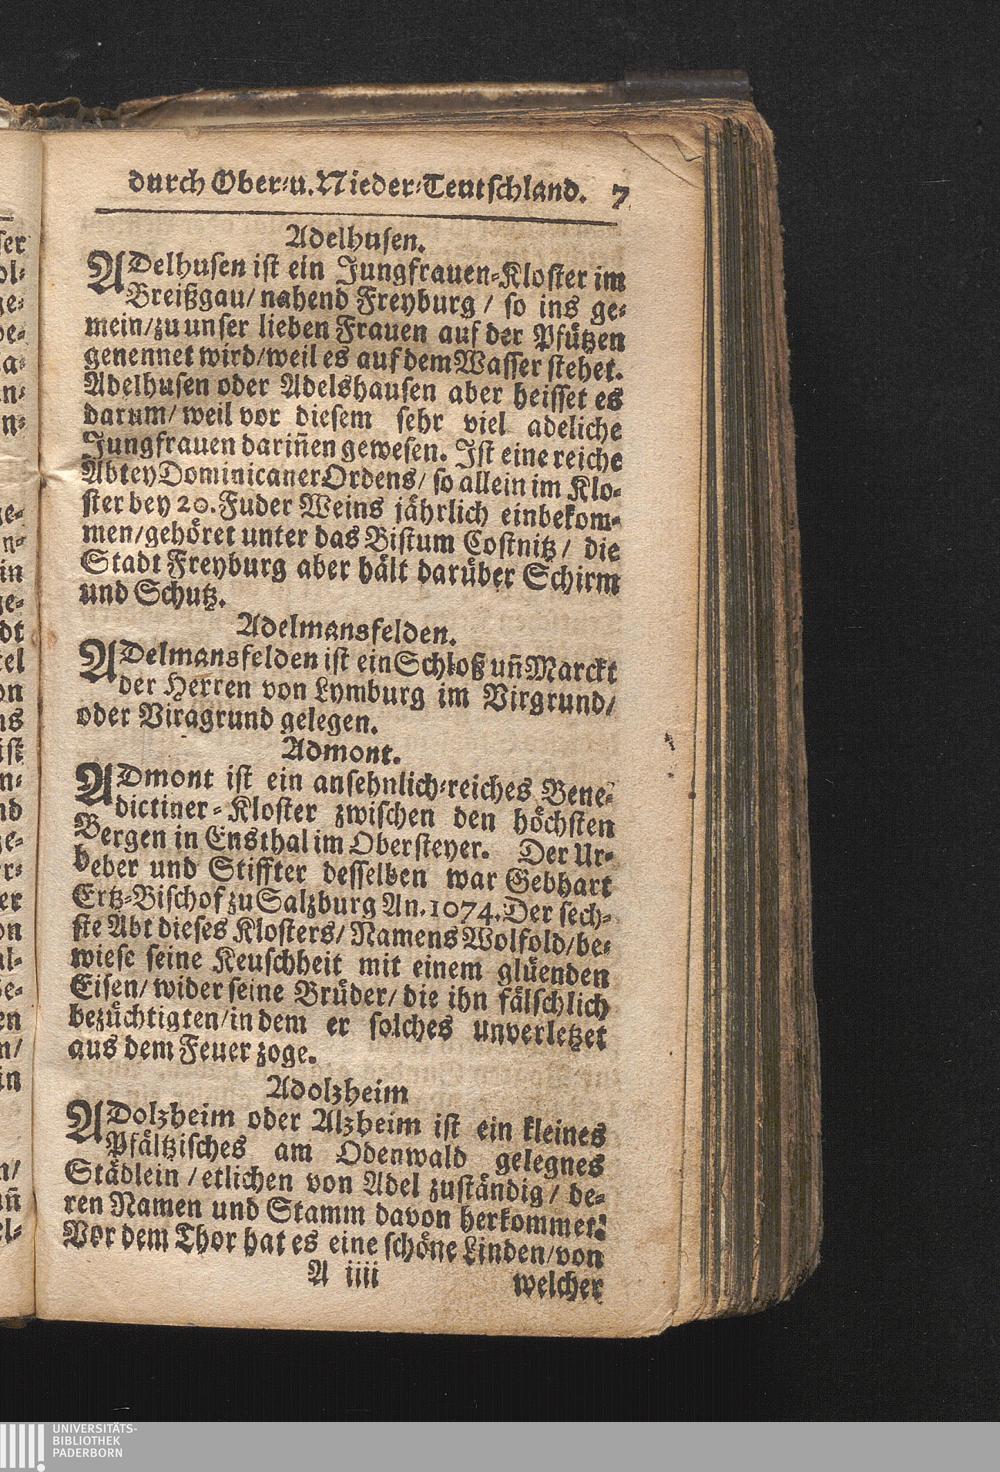 durch Ober-u. Nieder-Teutschland. 7
Adelhusen.
ADelhusen ist ein Jungfrauen-Kloster im
Breißgau/ nahend Freyburg / so ins ge-
mein/zu unser lieben Frauen auf der Pfützen
genennet wird/weil es auf dem Wasser stehet.
Adelhusen oder Adelshausen aber heisset es
darum/ weil vor diesem sehr viel adeliche
Jungfrauen dariñen gewesen. Ist eine reiche
Abtey Dominicaner Ordens/ so allein im Klo-
ster bey 20. Fuder Weins jährlich einbekom-
men/gehöret unter das Bistum Costnitz/ die
Stadt Freyburg aber hält darüber Schirm
und Schutz.
Adelmansfelden.
ADelmansfelden ist ein Schloß uñ Marckt
der Herren von Lymburg im Virgrund/
oder Viragrund gelegen.
Admont.
ADmont ist ein ansehnlich-reiches Bene-
dictiner-Kloster zwischen den höchsten
Bergen in Ensthal im Obersteyer. Der Ur-
heber und Stiffter desselben war Gebhart
Ertz-Bischof zu Salzburg An. 1074. Der sech-
ste Abt dieses Klosters/ Namens Wolfold/be-
wiese seine Keuschheit mit einem glüenden
Eisen/ wider seine Brüder/ die ihn fälschlich
bezüchtigten/in dem er solches unverletzet
aus dem Feuer zoge.
Adolzheim
ADolzheim oder Alzheim ist ein kleines
Pfältzisches am Odenwald gelegnes
Städlein /etlichen von Adel zuständig/ de-
ren Namen und Stamm davon herkommet.
Vor dem Thor hat es eine schöne Linden/von
A iiii welcher
UNIVERSITÄTS-
BIBLIOTHEK
PADERBORN